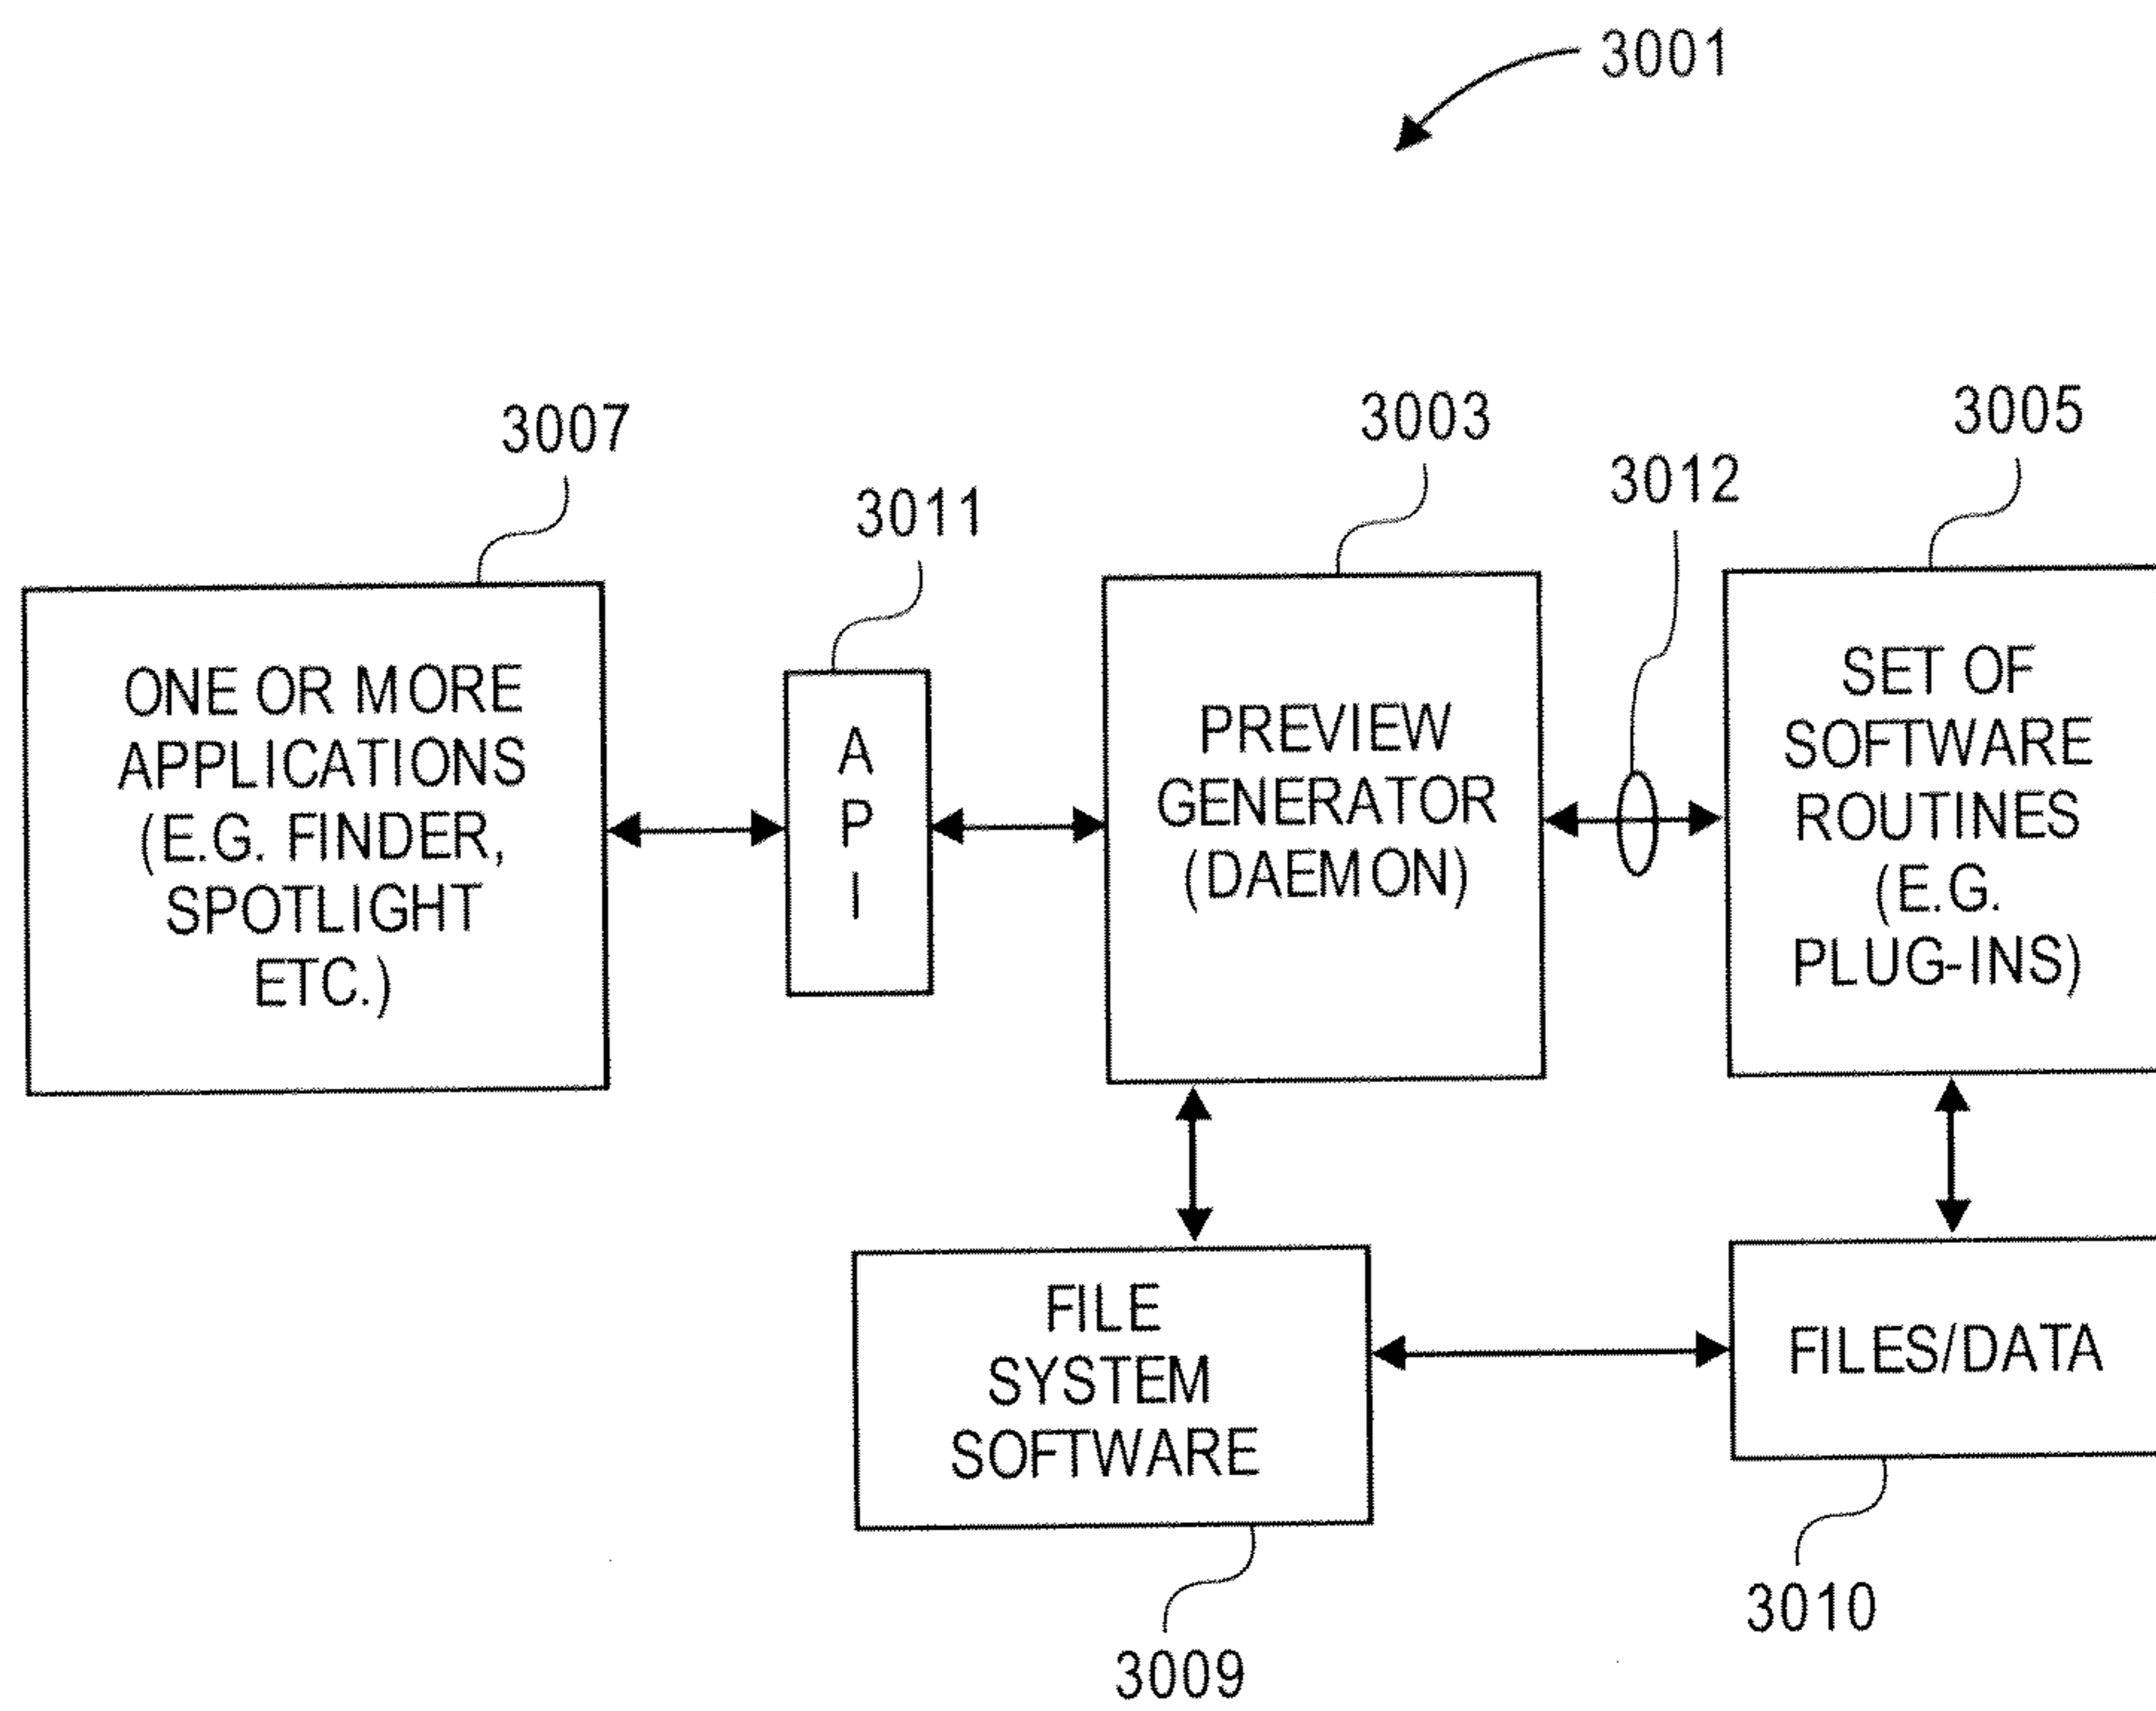 3001
3007
3011
3003
3012
3005
ONE OR MORE
APPLICATIONS
(E.G. FINDER,
SPOTLIGHT
ETC.)
A
P
I
PREVIEW
GENERATOR
(DAEMON)
SET OF
SOFTWARE
ROUTINES
(E.G.
PLUG-INS)
FILE
SYSTEM
SOFTWARE
FILES/DATA
3009
3010